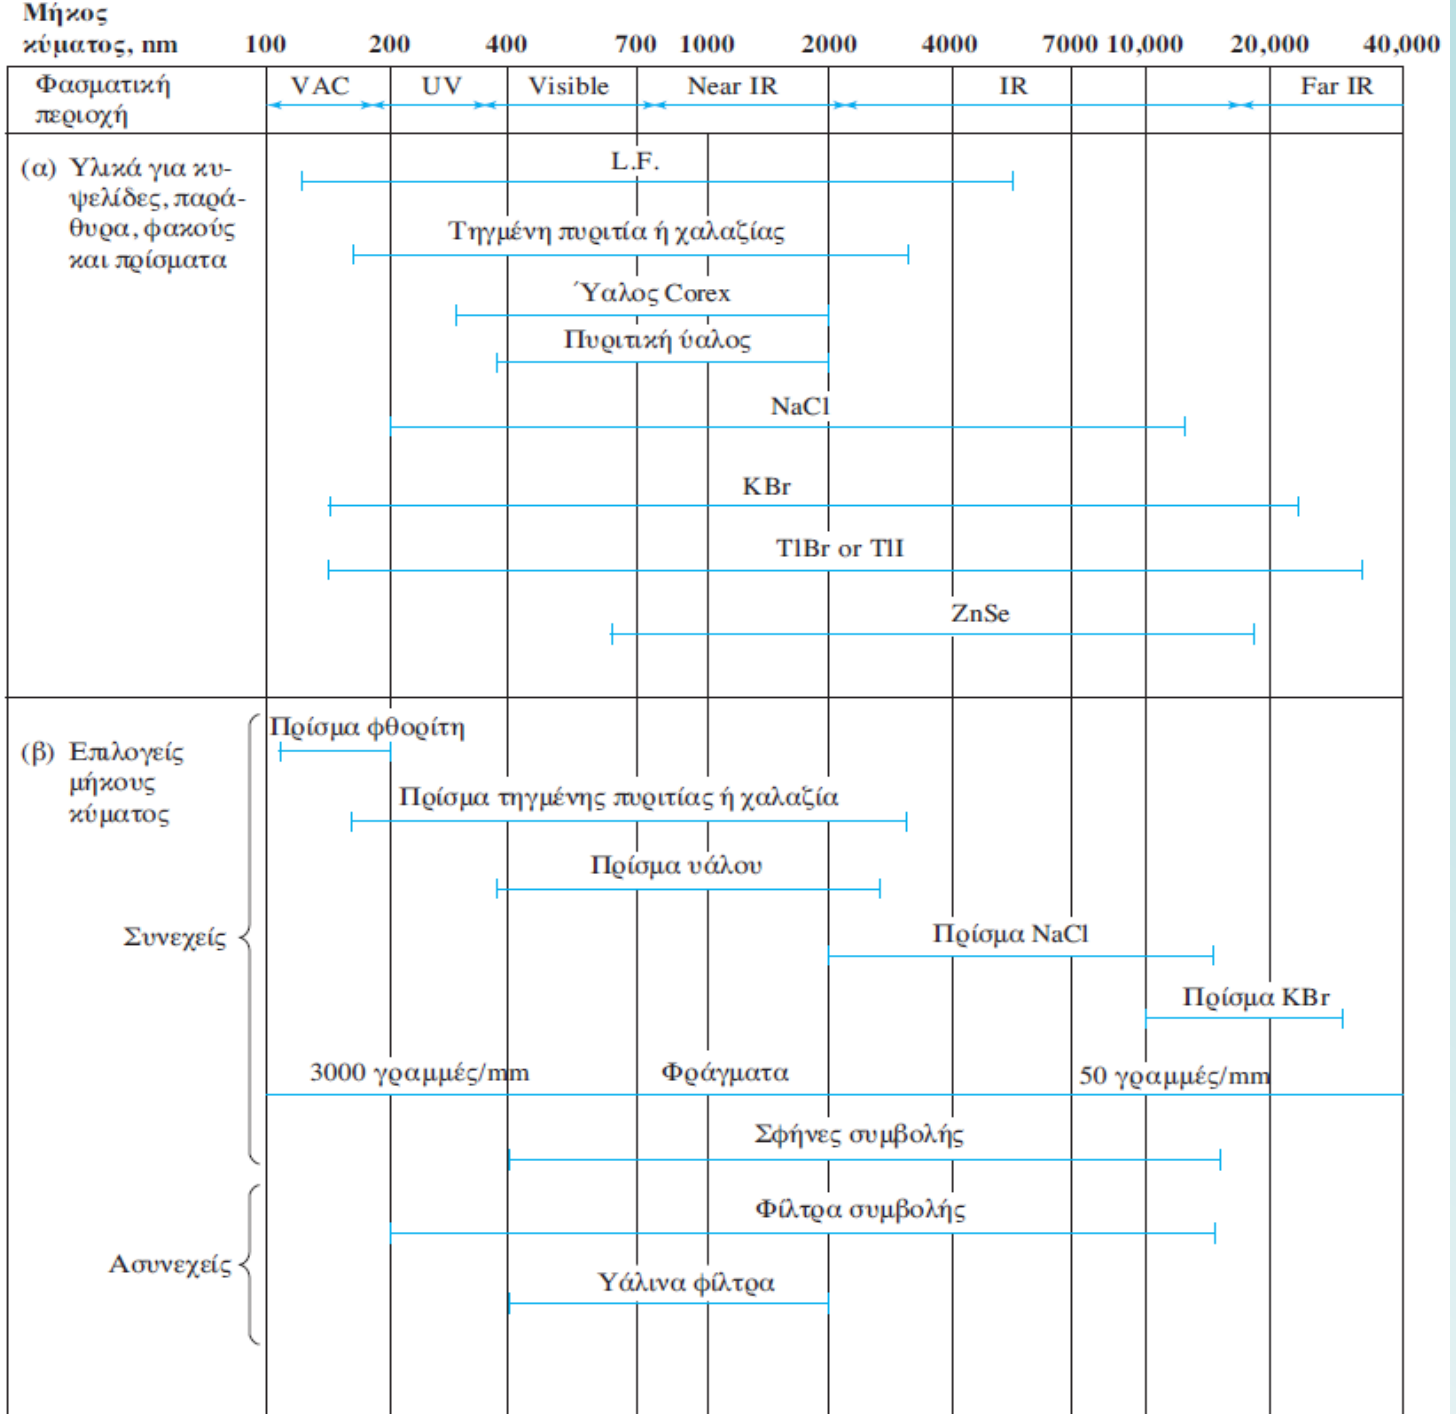 Μήκος
κύματος, nm 100 200 400 700 1000 2000 4000 7000 10,000 20,000 40,000
Φασματική VAC UV Visible Near IR IR Far IR
περιοχή
(α) Υλικά για κυ- L.F.
ψελίδες, παρά-
θυρα, φακούς Τηγμένη πυριτία ή χαλαζίας
και πρίσματα
Ύαλος Corex
Πυριτική ύαλος
NaCl
KBr
TlBr or TlI
ZnSe
Πρίσμα φθορίτη
(β) Επιλογείς
μήκους
κύματος Πρίσμα τηγμένης πυριτίας ή χαλαζία
Πρίσμα υάλου
Συνεχείς Πρίσμα NaCl
Πρίσμα KBr
3000 γραμμές/mm Φράγματα 50 γραμμές/mm
Σφήνες συμβολής
Φίλτρα συμβολής
Ασυνεχείς
Υάλινα φίλτρα